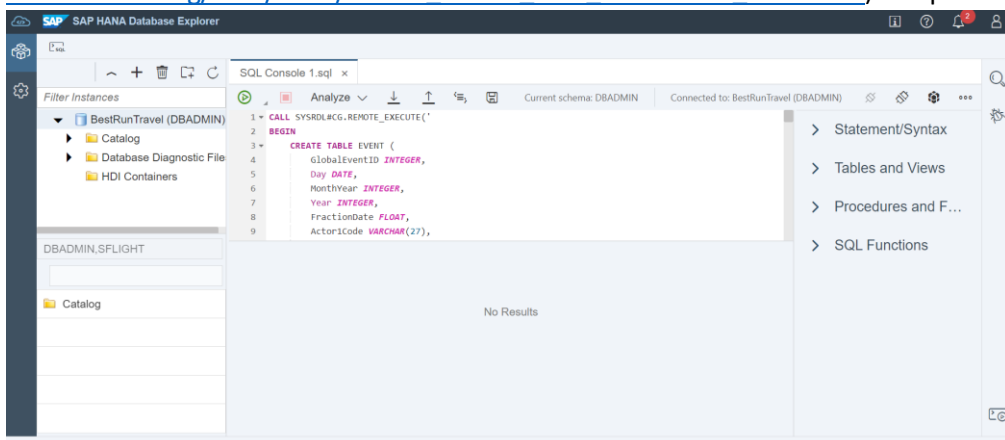 SAP SAP HANA Database Explorer
2
SQL
SQL Console 1.sql ×
Filter Instances
Analyze
Current schema: DBADMIN
Connected to: BestRunTravel (DBADMIN)
BestRunTravel (DBADMIN)
Catalog
Database Diagnostic File
HDI Containers
1 CALL SYSRDL#CG.REMOTE_EXECUTE('
2 BEGIN
3 CREATE TABLE EVENT (
4 GlobalEventID INTEGER,
5 Day DATE,
6 MonthYear INTEGER,
7 Year INTEGER,
8 FractionDate FLOAT,
9 Actor1Code VARCHAR(27),
Statement/Syntax
Tables and Views
Procedures and F...
SQL Functions
DBADMIN,SFLIGHT
Catalog
No Results